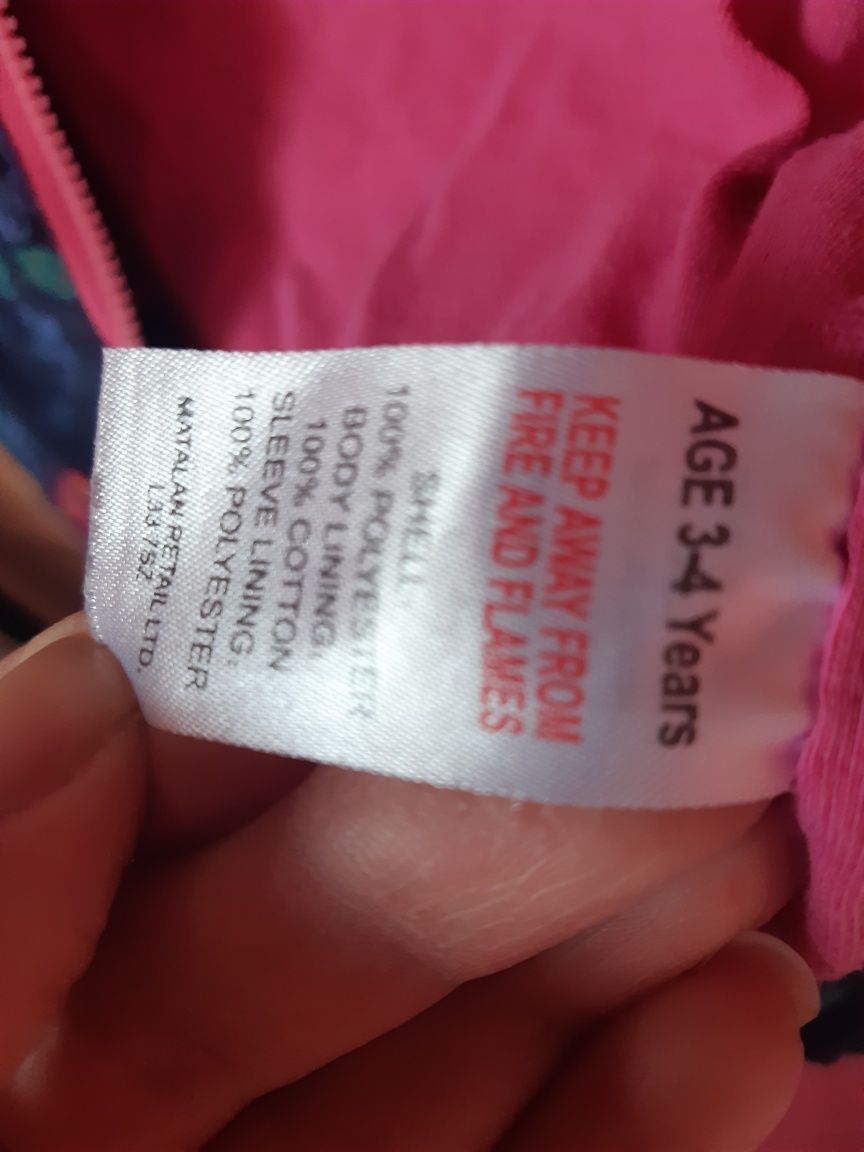 AGE 3-4 Years
KEEP AWAY FROM
FIRE AND FLAMES
SHELL:
100% POLYESTER
BODY LINING:
100% COTTON
SLEEVE LINING:
100% POLYESTER
MATALAN RETAIL LTD.
L33 7SZ